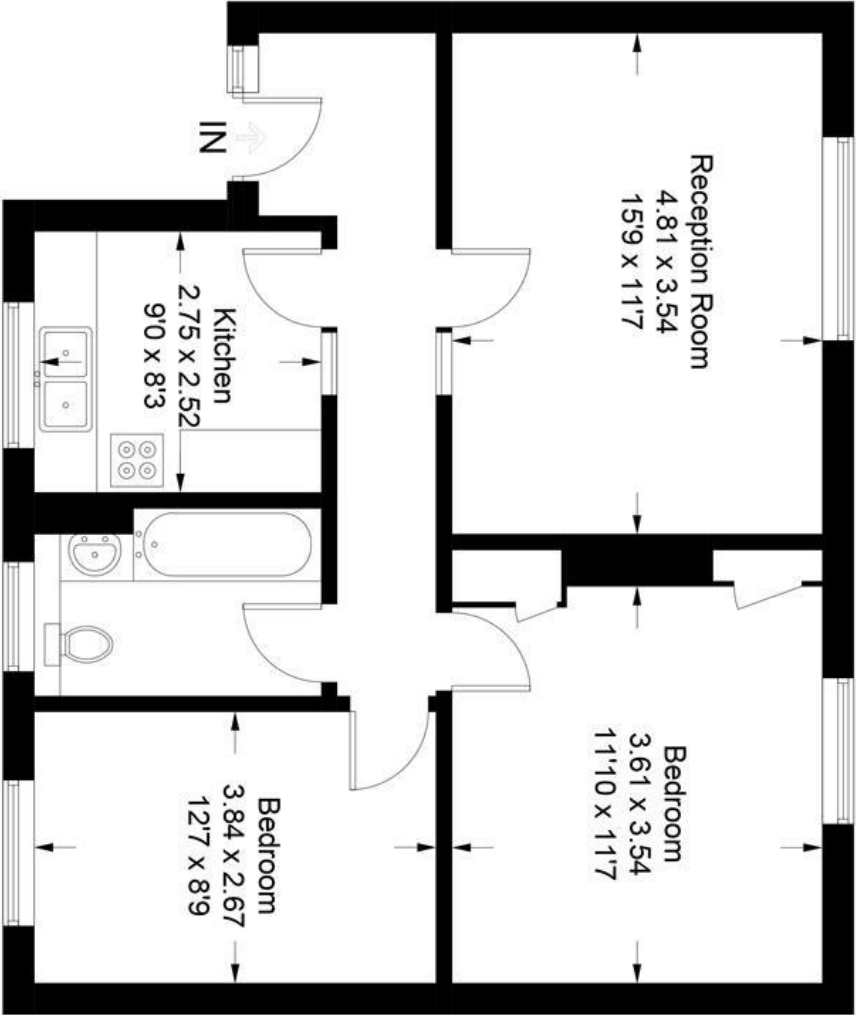 Reception Room
4.81 x 3.54
15'9 x 11'7
IN
Kitchen
2.75 x 2.52
9'0 x 8'3
Bedroom
3.61 x 3.54
11'10 x 11'7
Bedroom
3.84 x 2.67
12'7 x 8'9